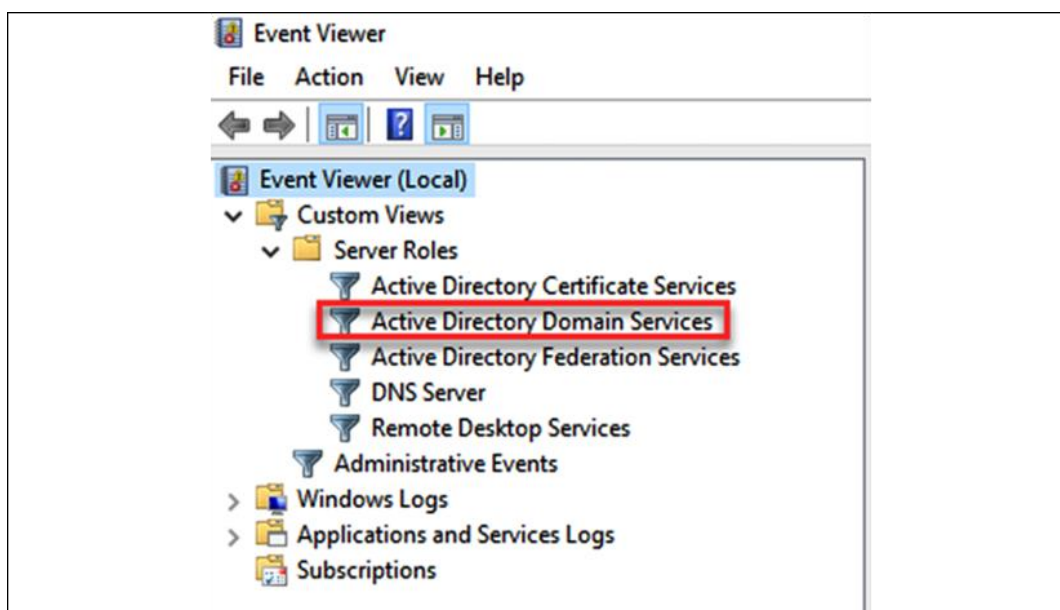 Event Viewer
File Action View Help
?
Event Viewer (Local)
Custom Views
Server Roles
Active Directory Certificate Services
Active Directory Domain Services
Active Directory Federation Services
DNS Server
Remote Desktop Services
Administrative Events
Windows Logs
Applications and Services Logs
Subscriptions